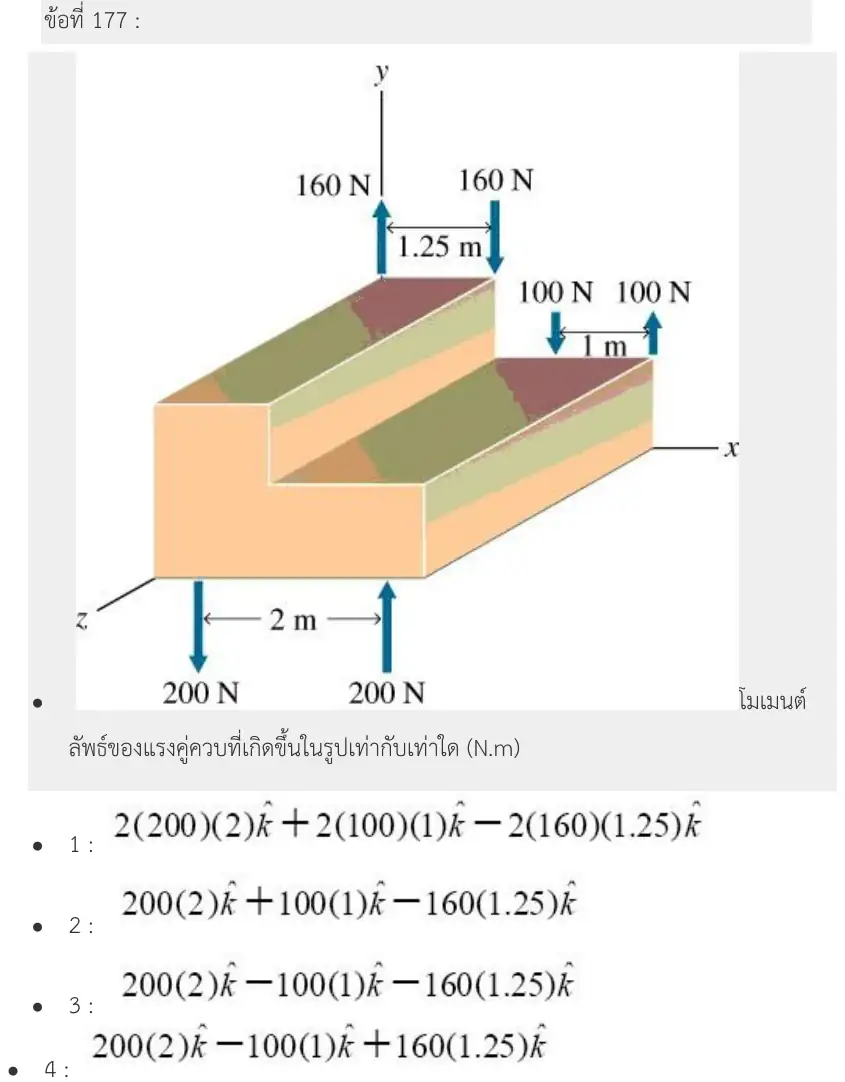 ข้อที่ 177 :
y
160 N 160 N
1.25 m
100 N 100 N
1 m
x
z
2 m
200 N 200 N
โมเมนต์
ลัพธ์ของแรงคู่ควบที่เกิดขึ้นในรูปเท่ากับเท่าใด (N.m)
1 : 2(200)(2)k̂ + 2(100)(1)k̂ − 2(160)(1.25)k̂
2 : 200(2)k̂ + 100(1)k̂ − 160(1.25)k̂
3 : 200(2)k̂ − 100(1)k̂ − 160(1.25)k̂
4 : 200(2)k̂ − 100(1)k̂ + 160(1.25)k̂